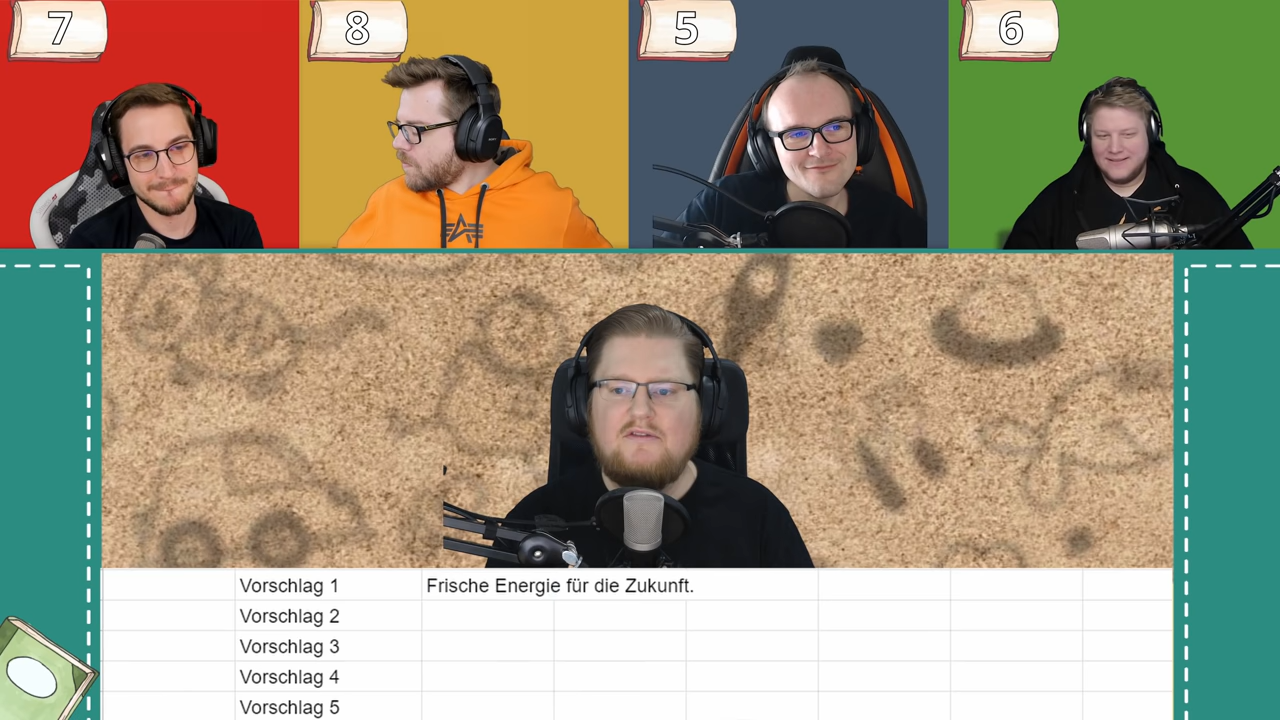 7
8
5
6
Vorschlag 1 Frische Energie für die Zukunft.
Vorschlag 2
Vorschlag 3
Vorschlag 4
Vorschlag 5